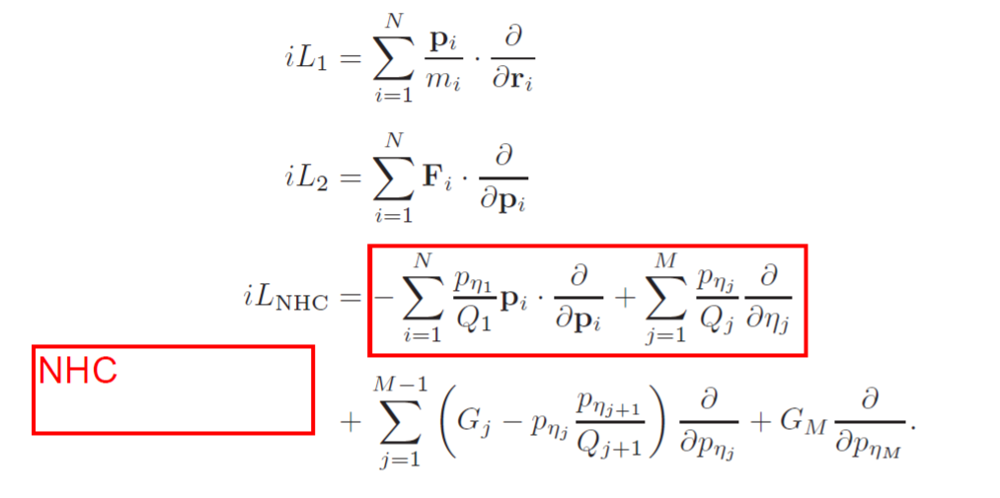 $iL_1 = \sum_{i=1}^{N} \frac{\mathbf{p}_i}{m_i} \cdot \frac{\partial}{\partial \mathbf{r}_i}$
$iL_2 = \sum_{i=1}^{N} \mathbf{F}_i \cdot \frac{\partial}{\partial \mathbf{p}_i}$
$iL_{\mathrm{NHC}} = -\sum_{i=1}^{N} \frac{p_{\eta_1}}{Q_1} \mathbf{p}_i \cdot \frac{\partial}{\partial \mathbf{p}_i} + \sum_{j=1}^{M} \frac{p_{\eta_j}}{Q_j} \frac{\partial}{\partial \eta_j}$
NHC
$+ \sum_{j=1}^{M-1} \left( G_j - p_{\eta_j} \frac{p_{\eta_{j+1}}}{Q_{j+1}} \right) \frac{\partial}{\partial p_{\eta_j}} + G_M \frac{\partial}{\partial p_{\eta_M}}.$